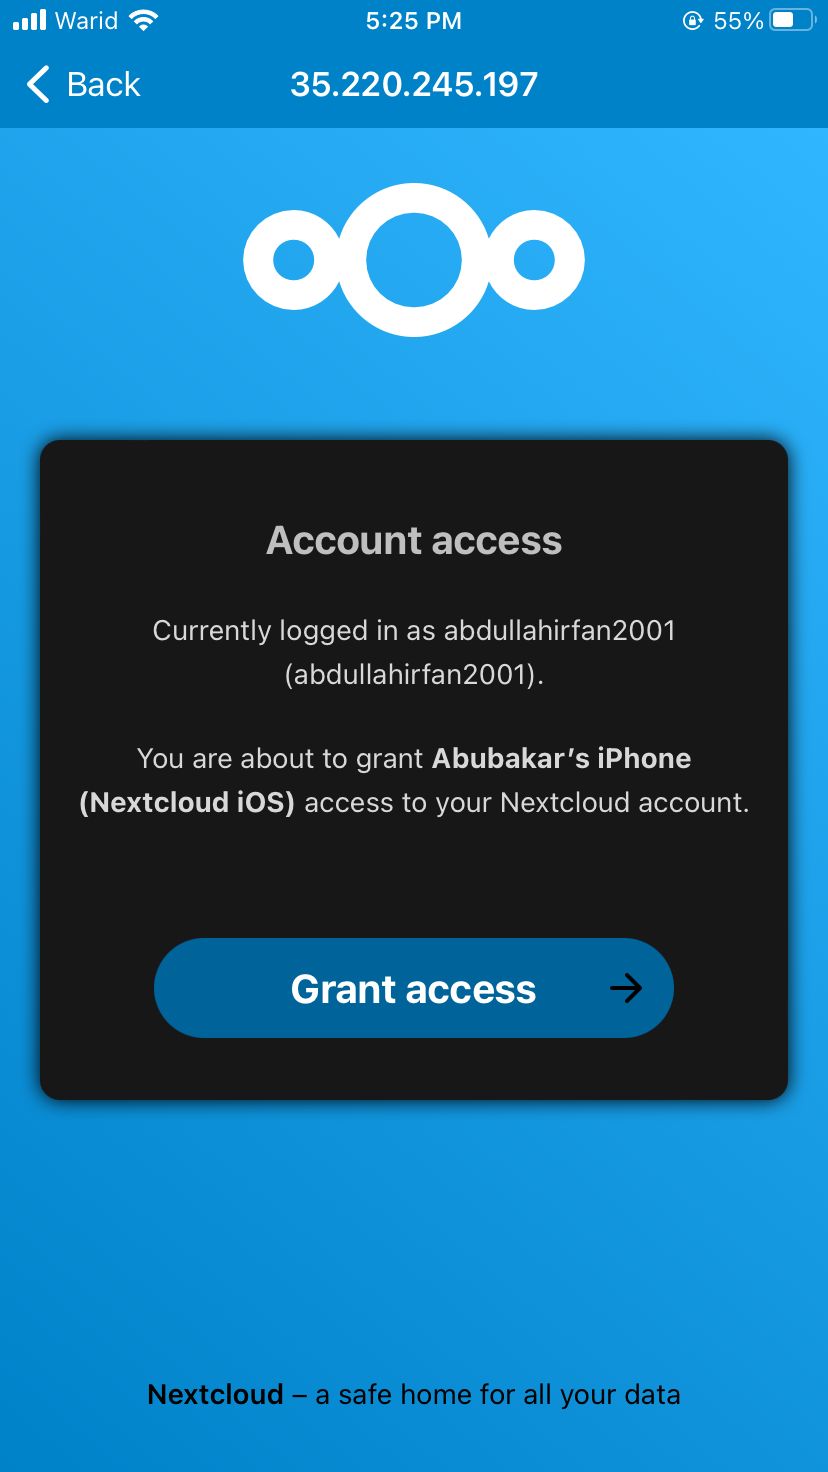 Warid 5:25 PM 55%
Back 35.220.245.197
Account access
Currently logged in as abdullahirfan2001
(abdullahirfan2001).
You are about to grant Abubakar’s iPhone
(Nextcloud iOS) access to your Nextcloud account.
Grant access
Nextcloud – a safe home for all your data